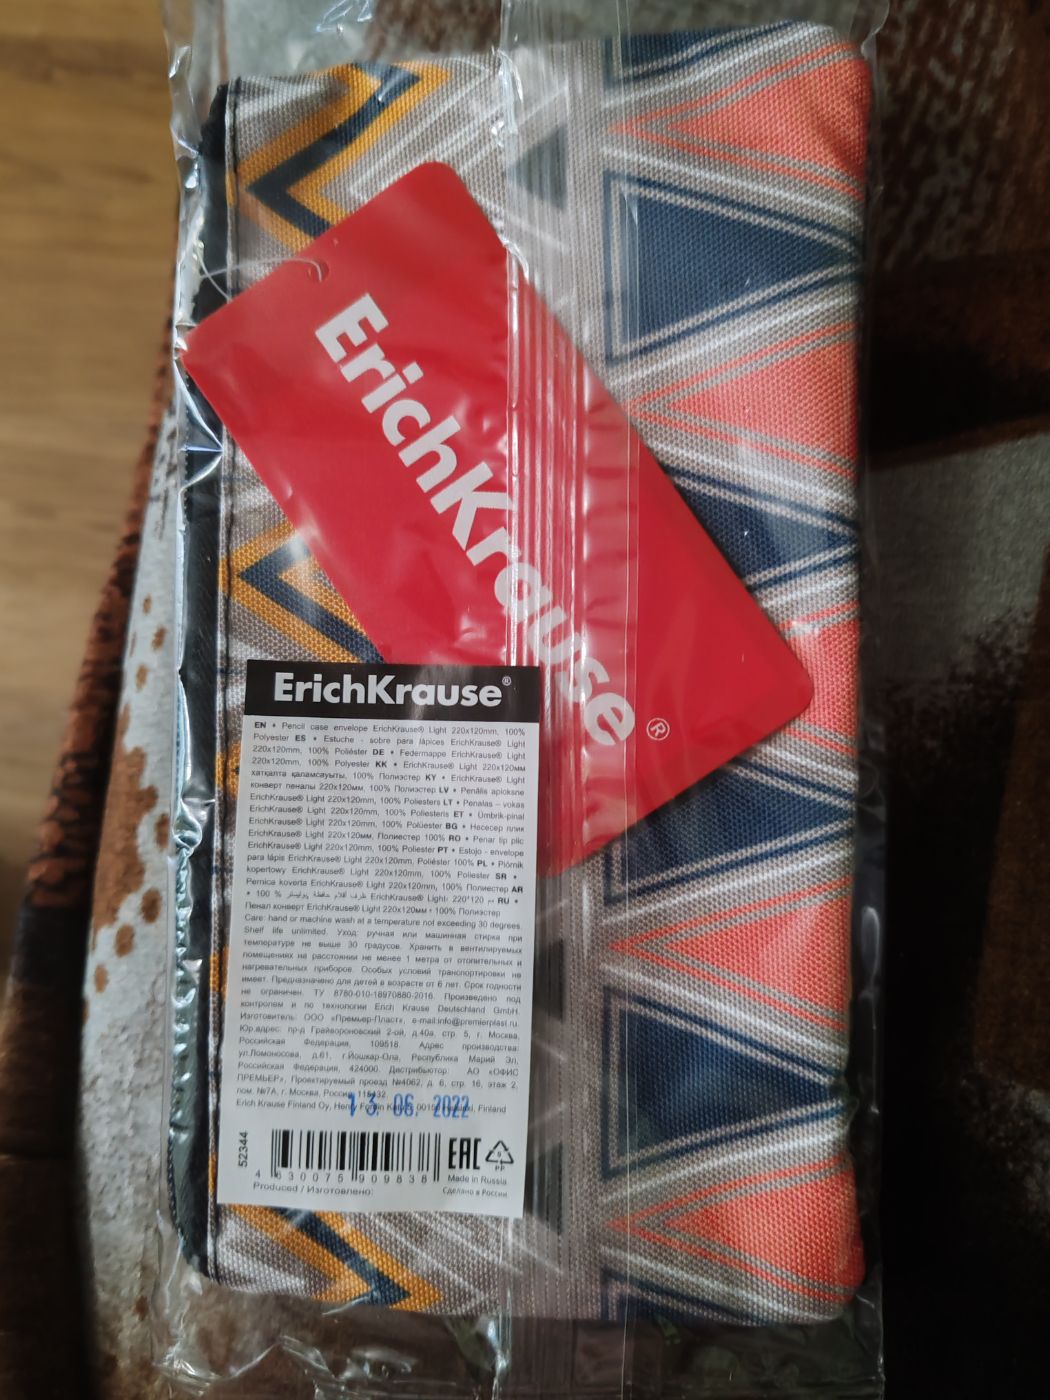 ErichKrause®
ErichKrause®
EN • Pencil case envelope ErichKrause® Light 220x120mm, 100%
Polyester ES • Estuche - sobre para lápices ErichKrause® Light
220x120mm, 100% Poliéster DE • Federmappe ErichKrause® Light
220x120mm, 100% Polyester KK • ErichKrause® Light 220x120мм
хатқалта қаламсауыты, 100% Полиэстер KY • ErichKrause® Light
конверт пеналы 220x120мм, 100% Полиэстер LV • Penālis aploksne
ErichKrause® Light 220x120mm, 100% Poliesters LT • Penalas – vokas
ErichKrause® Light 220x120mm, 100% Poliesteris ET • Ümbrik-pinal
ErichKrause® Light 220x120mm, 100% Polüester BG • Несесер плик
ErichKrause® Light 220x120мм, Полиестер 100% RO • Penar tip plic
ErichKrause® Light 220x120mm, 100% Poliester PT • Estojo - envelope
para lápis ErichKrause® Light 220x120mm, Poliéster 100% PL • Piórnik
kopertowy ErichKrause® Light 220x120mm, 100% Poliester SR •
Pernica koverta ErichKrause® Light 220x120mm, 100% Полиестер AR
• 100 % ErichKrause® Light، 220*120 RU •
Пенал конверт ErichKrause® Light 220x120мм • 100% Полиэстер
Care: hand or machine wash at a temperature not exceeding 30 degrees.
Shelf life unlimited. Уход: ручная или машинная стирка при
температуре не выше 30 градусов. Хранить в вентилируемых
помещениях на расстоянии не менее 1 метра от отопительных и
нагревательных приборов. Особых условий транспортировки не
имеет. Предназначено для детей в возрасте от 6 лет. Срок годности
не ограничен. ТУ 8780-010-18970880-2016. Произведено под
контролем и по технологии Erich Krause Deutschland GmbH.
Изготовитель: ООО «Премьер-Пласт», e-mail:info@premierplast.ru.
Юр.адрес: пр-д Грайвороновский 2-ой, д.40а, стр. 5, г. Москва,
Российская Федерация, 109518. Адрес производства:
ул.Ломоносова, д.61, г.Йошкар-Ола, Республика Марий Эл,
Российская Федерация, 424000. Дистрибьютор: АО «ОФИС
ПРЕМЬЕР», Проектируемый проезд №4062, д. 6, стр. 16, этаж 2,
пом. №7А, г. Москва,
Erich Krause Finland Oy, Finland
13. 06. 2022
52344
4 630075 909838
Produced / Изготовлено:
EAC
5
PP
Made in Russia
Сделано в России